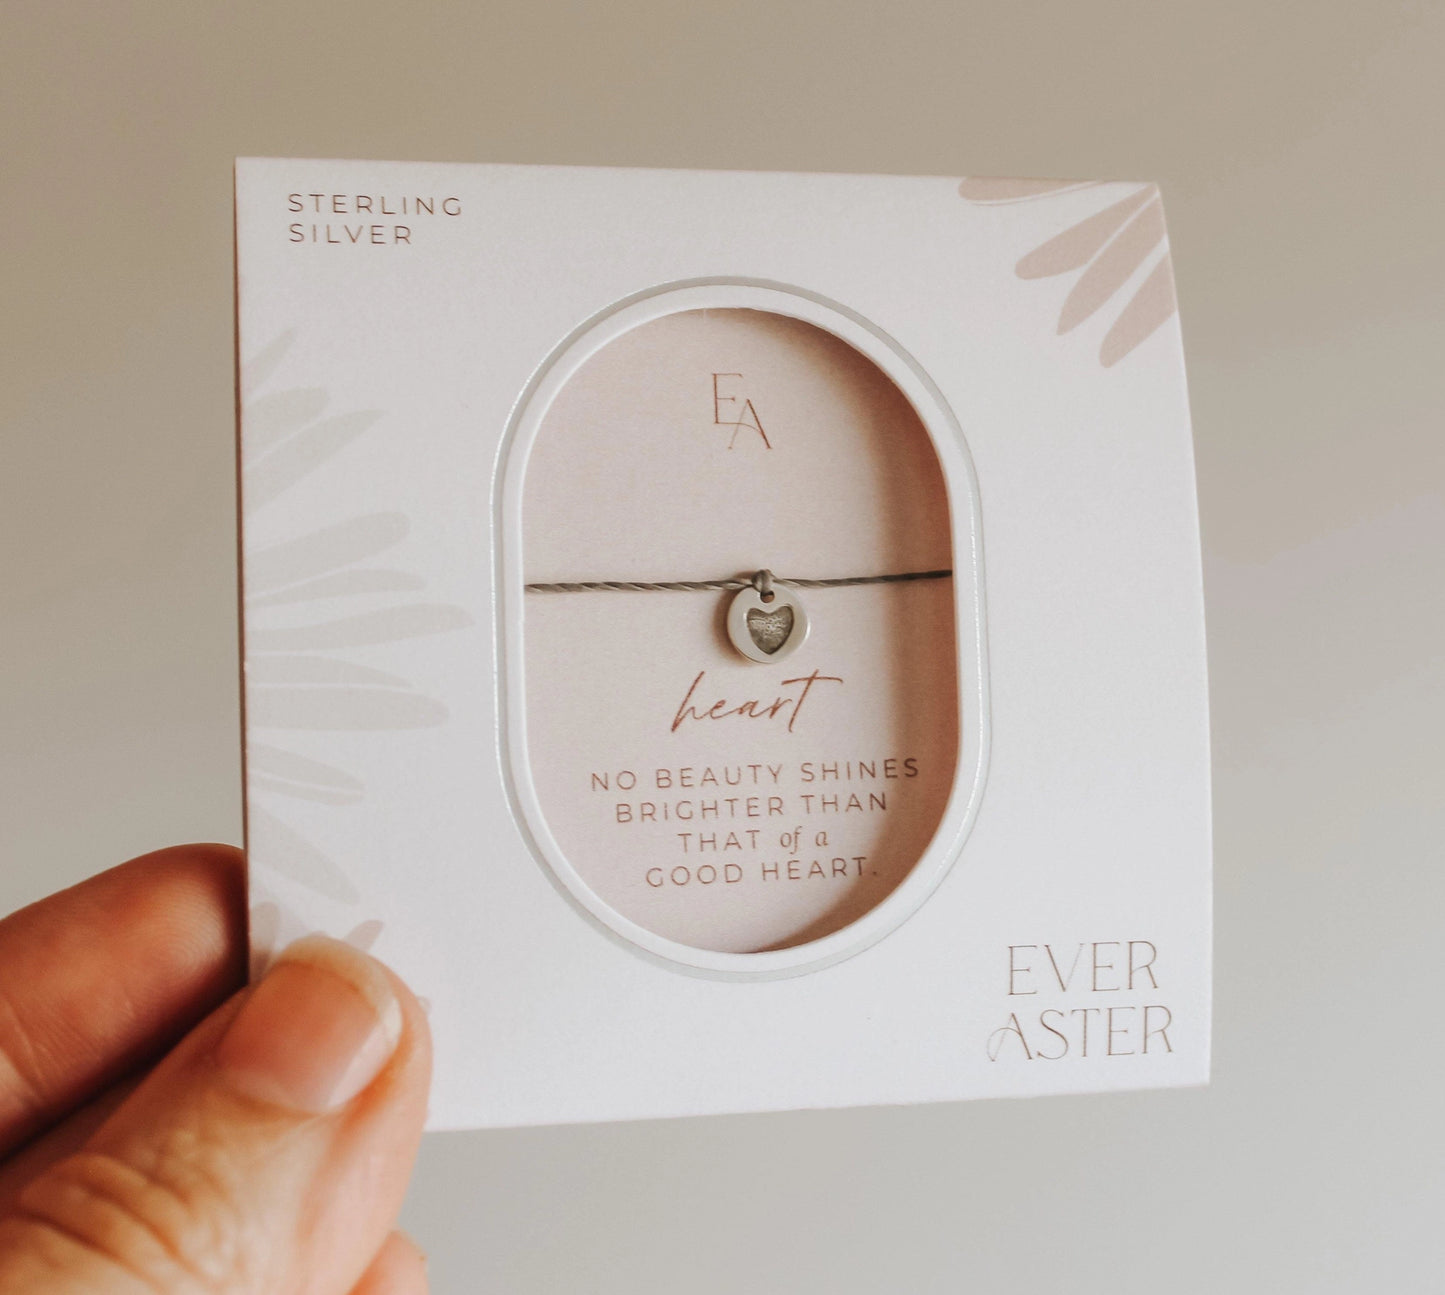 STERLING
SILVER
EA
heart
NO BEAUTY SHINES
BRIGHTER THAN
THAT of a
GOOD HEART.
EVER
ASTER